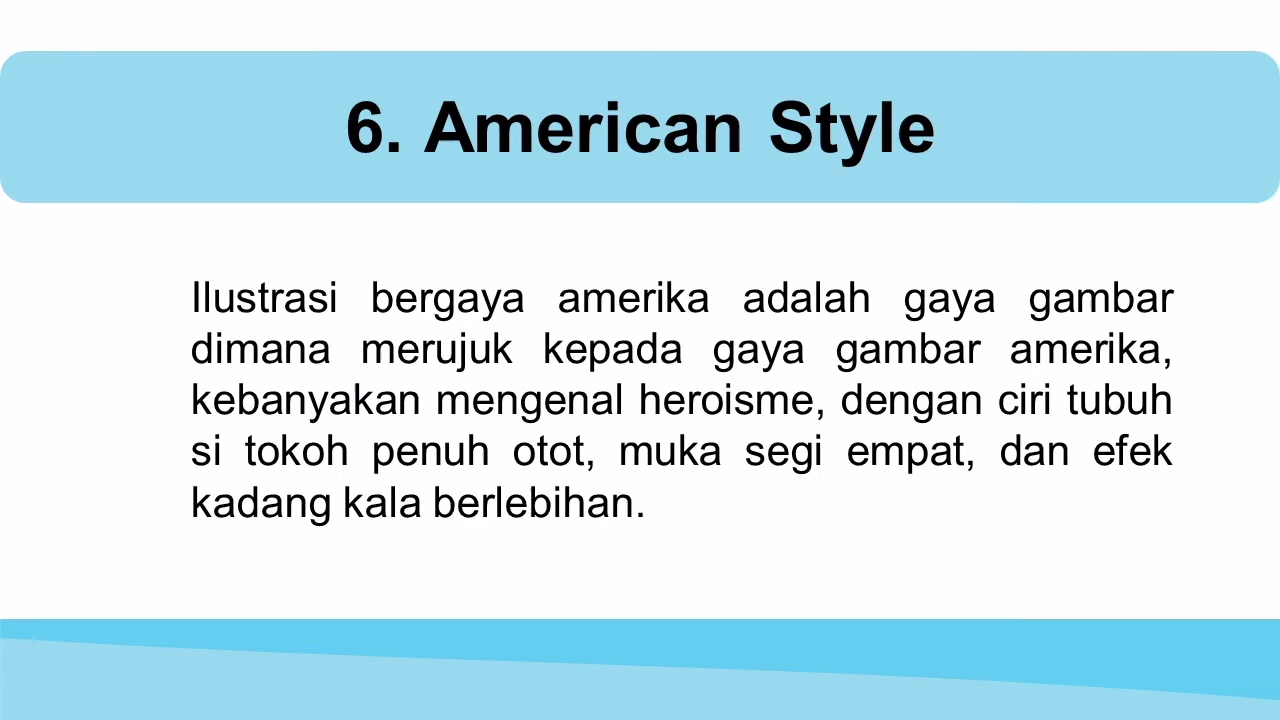 6. American Style
Ilustrasi bergaya amerika adalah gaya gambar
dimana merujuk kepada gaya gambar amerika,
kebanyakan mengenal heroisme, dengan ciri tubuh
si tokoh penuh otot, muka segi empat, dan efek
kadang kala berlebihan.